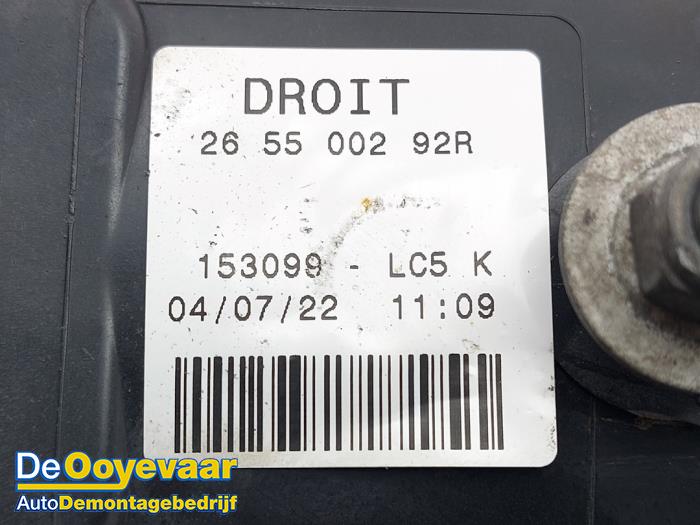 DROIT
26 55 002 92R
153099 - LC5 K
04/07/22 11:09
De Ooyevaar
AutoDemontagebedrijf